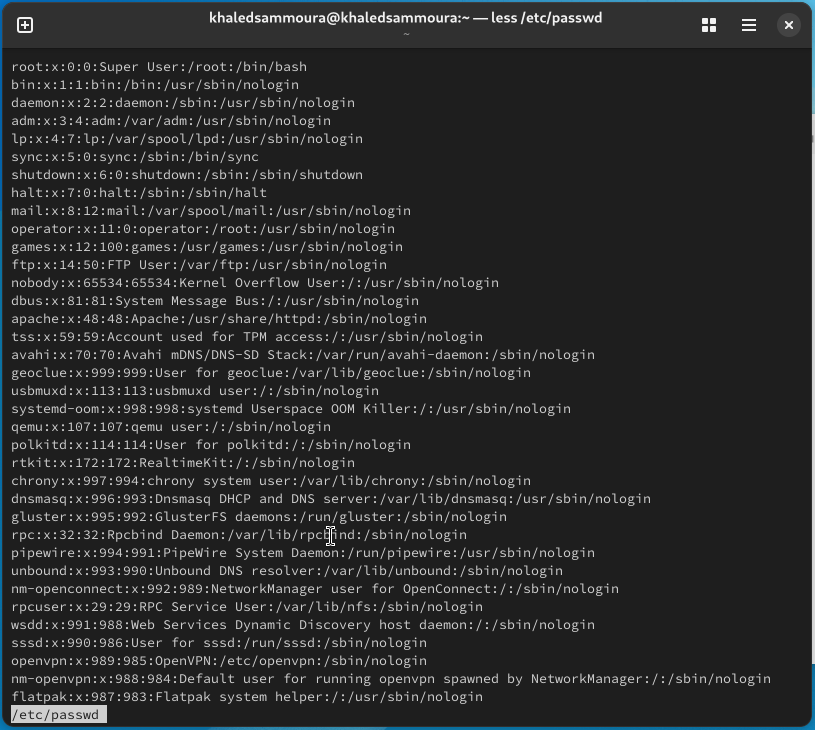 khaledsammoura@khaledsammoura:~ — less /etc/passwd
~
root:x:0:0:Super User:/root:/bin/bash
bin:x:1:1:bin:/bin:/usr/sbin/nologin
daemon:x:2:2:daemon:/sbin:/usr/sbin/nologin
adm:x:3:4:adm:/var/adm:/usr/sbin/nologin
lp:x:4:7:lp:/var/spool/lpd:/usr/sbin/nologin
sync:x:5:0:sync:/sbin:/bin/sync
shutdown:x:6:0:shutdown:/sbin:/sbin/shutdown
halt:x:7:0:halt:/sbin:/sbin/halt
mail:x:8:12:mail:/var/spool/mail:/usr/sbin/nologin
operator:x:11:0:operator:/root:/usr/sbin/nologin
games:x:12:100:games:/usr/games:/usr/sbin/nologin
ftp:x:14:50:FTP User:/var/ftp:/usr/sbin/nologin
nobody:x:65534:65534:Kernel Overflow User:/:/usr/sbin/nologin
dbus:x:81:81:System Message Bus:/:/usr/sbin/nologin
apache:x:48:48:Apache:/usr/share/httpd:/sbin/nologin
tss:x:59:59:Account used for TPM access:/:/usr/sbin/nologin
avahi:x:70:70:Avahi mDNS/DNS-SD Stack:/var/run/avahi-daemon:/sbin/nologin
geoclue:x:999:999:User for geoclue:/var/lib/geoclue:/sbin/nologin
usbmuxd:x:113:113:usbmuxd user:/:/sbin/nologin
systemd-oom:x:998:998:systemd Userspace OOM Killer:/:/usr/sbin/nologin
qemu:x:107:107:qemu user:/:/sbin/nologin
polkitd:x:114:114:User for polkitd:/:/sbin/nologin
rtkit:x:172:172:RealtimeKit:/:/sbin/nologin
chrony:x:997:994:chrony system user:/var/lib/chrony:/sbin/nologin
dnsmasq:x:996:993:Dnsmasq DHCP and DNS server:/var/lib/dnsmasq:/usr/sbin/nologin
gluster:x:995:992:GlusterFS daemons:/run/gluster:/sbin/nologin
rpc:x:32:32:Rpcbind Daemon:/var/lib/rpcbind:/sbin/nologin
pipewire:x:994:991:PipeWire System Daemon:/run/pipewire:/usr/sbin/nologin
unbound:x:993:990:Unbound DNS resolver:/var/lib/unbound:/sbin/nologin
nm-openconnect:x:992:989:NetworkManager user for OpenConnect:/:/sbin/nologin
rpcuser:x:29:29:RPC Service User:/var/lib/nfs:/sbin/nologin
wsdd:x:991:988:Web Services Dynamic Discovery host daemon:/:/sbin/nologin
sssd:x:990:986:User for sssd:/run/sssd:/sbin/nologin
openvpn:x:989:985:OpenVPN:/etc/openvpn:/sbin/nologin
nm-openvpn:x:988:984:Default user for running openvpn spawned by NetworkManager:/:/sbin/nologin
flatpak:x:987:983:Flatpak system helper:/:/usr/sbin/nologin
/etc/passwd